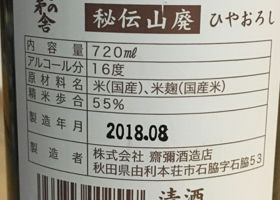 の茅舎
秘伝山廃 ひやおろし
内容量 720㎖
アルコール分 16度
原材料名 米(国産)、米麹(国産米)
精米歩合 55%
製造年月 2018.08
製造者 株式会社 齋彌酒造店
秋田県由利本荘市石脇字石脇53
清酒